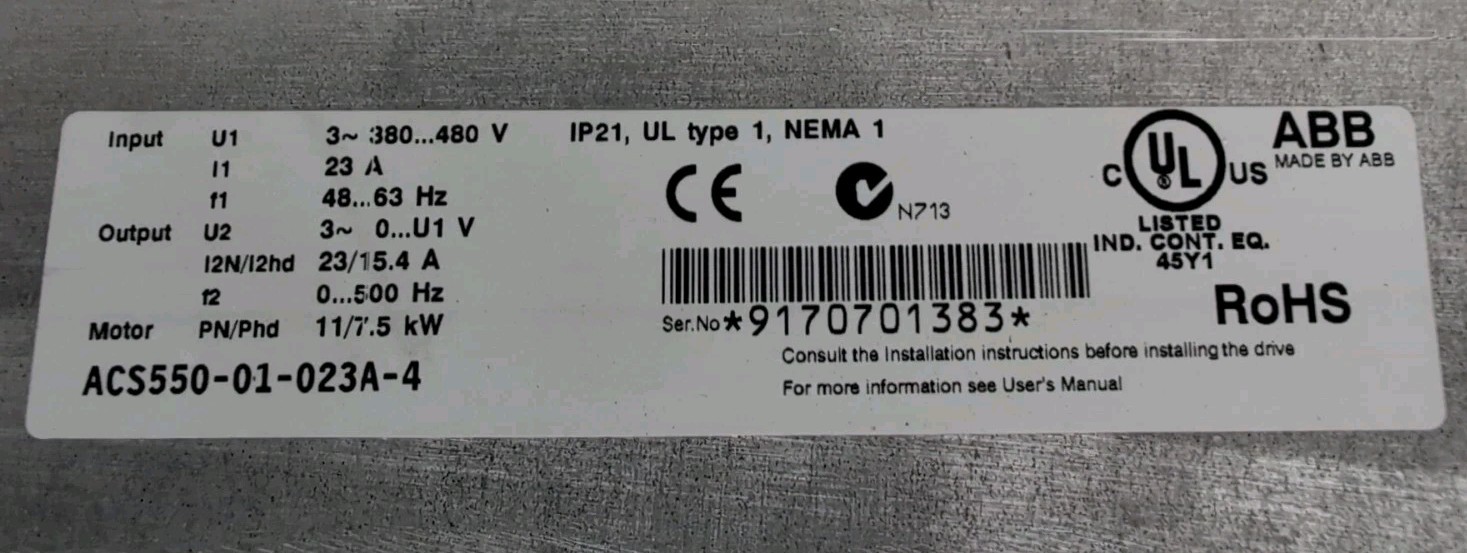 Input U1 3~ 380...480 V
I1 23 A
f1 48...63 Hz
Output U2 3~ 0...U1 V
I2N/I2hd 23/15.4 A
f2 0...500 Hz
Motor PN/Phd 11/7.5 kW
ACS550-01-023A-4
IP21, UL type 1, NEMA 1
CE
N713
Ser.No *9170701383*
C UL US
LISTED
IND. CONT. EQ.
45Y1
ABB
MADE BY ABB
RoHS
Consult the Installation instructions before installing the drive
For more information see User's Manual